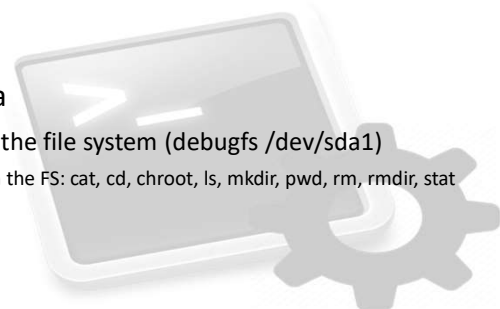 a
the file system (debugfs /dev/sda1)
the FS: cat, cd, chroot, ls, mkdir, pwd, rm, rmdir, stat